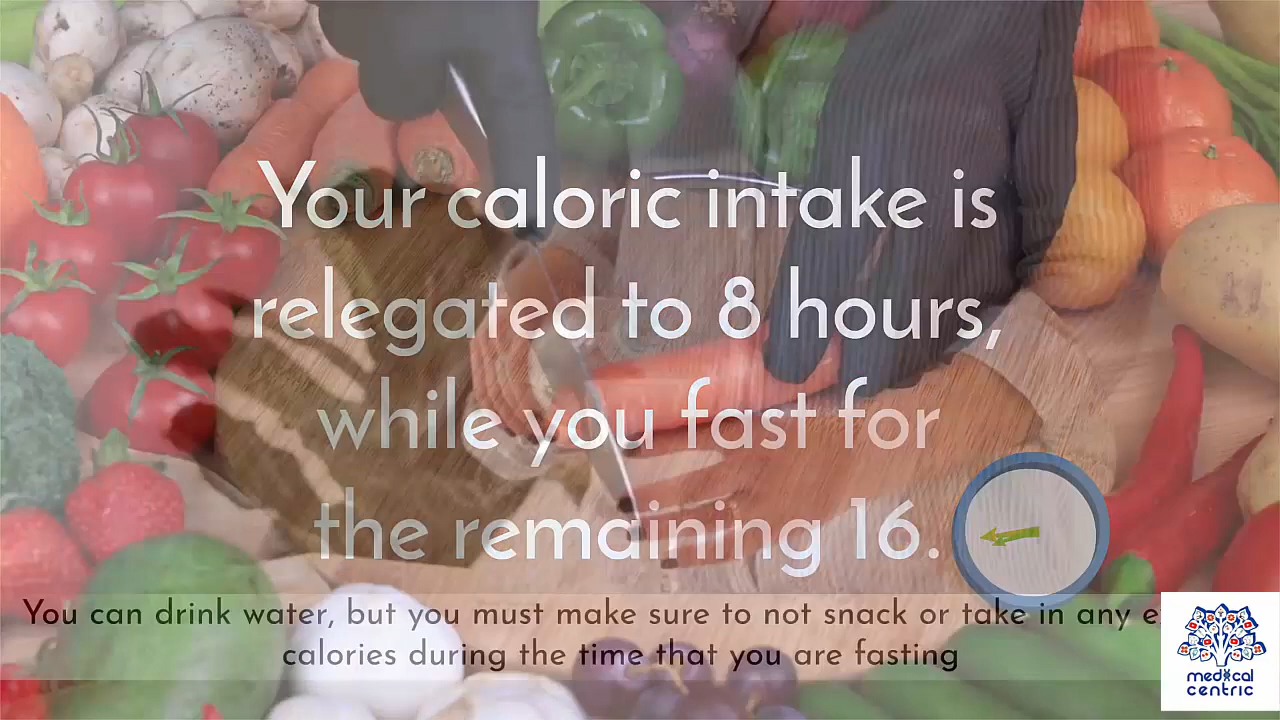 Your caloric intake is
relegated to 8 hours,
while you fast for
the remaining 16.
You can drink water, but you must make sure to not snack or take in any
calories during the time that you are fasting
medical
centric